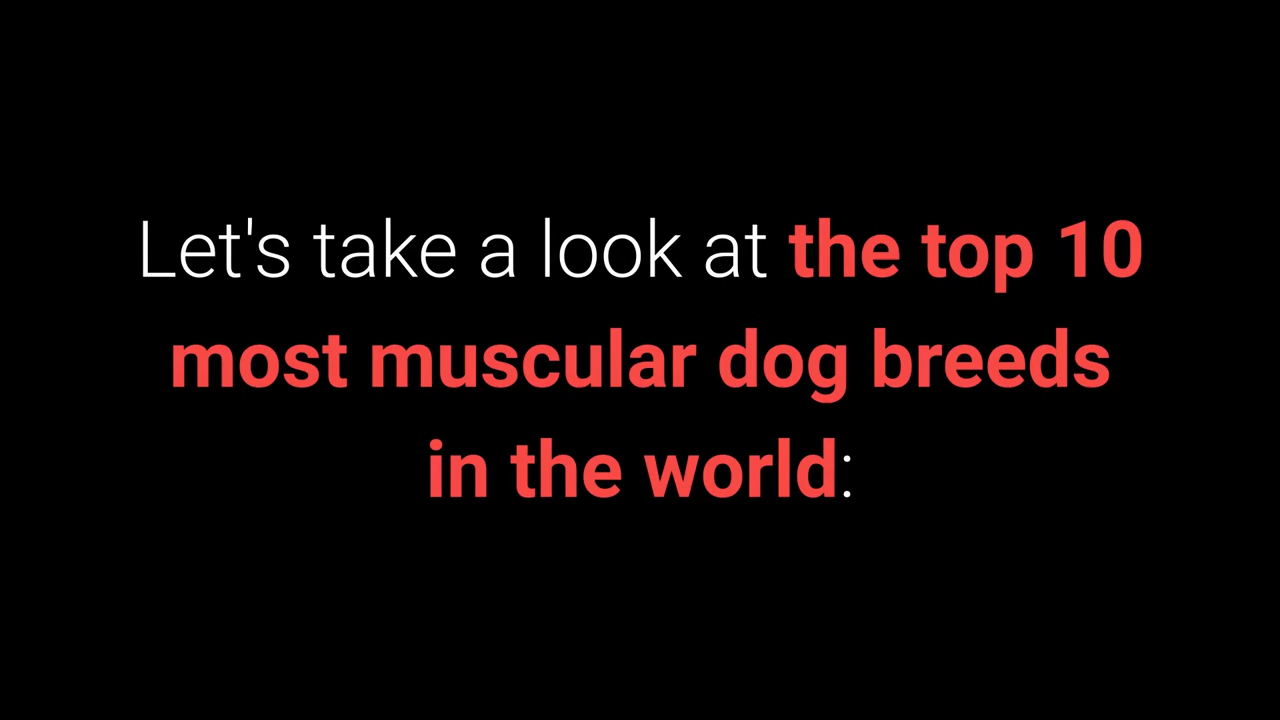 Let's take a look at the top 10
most muscular dog breeds
in the world: